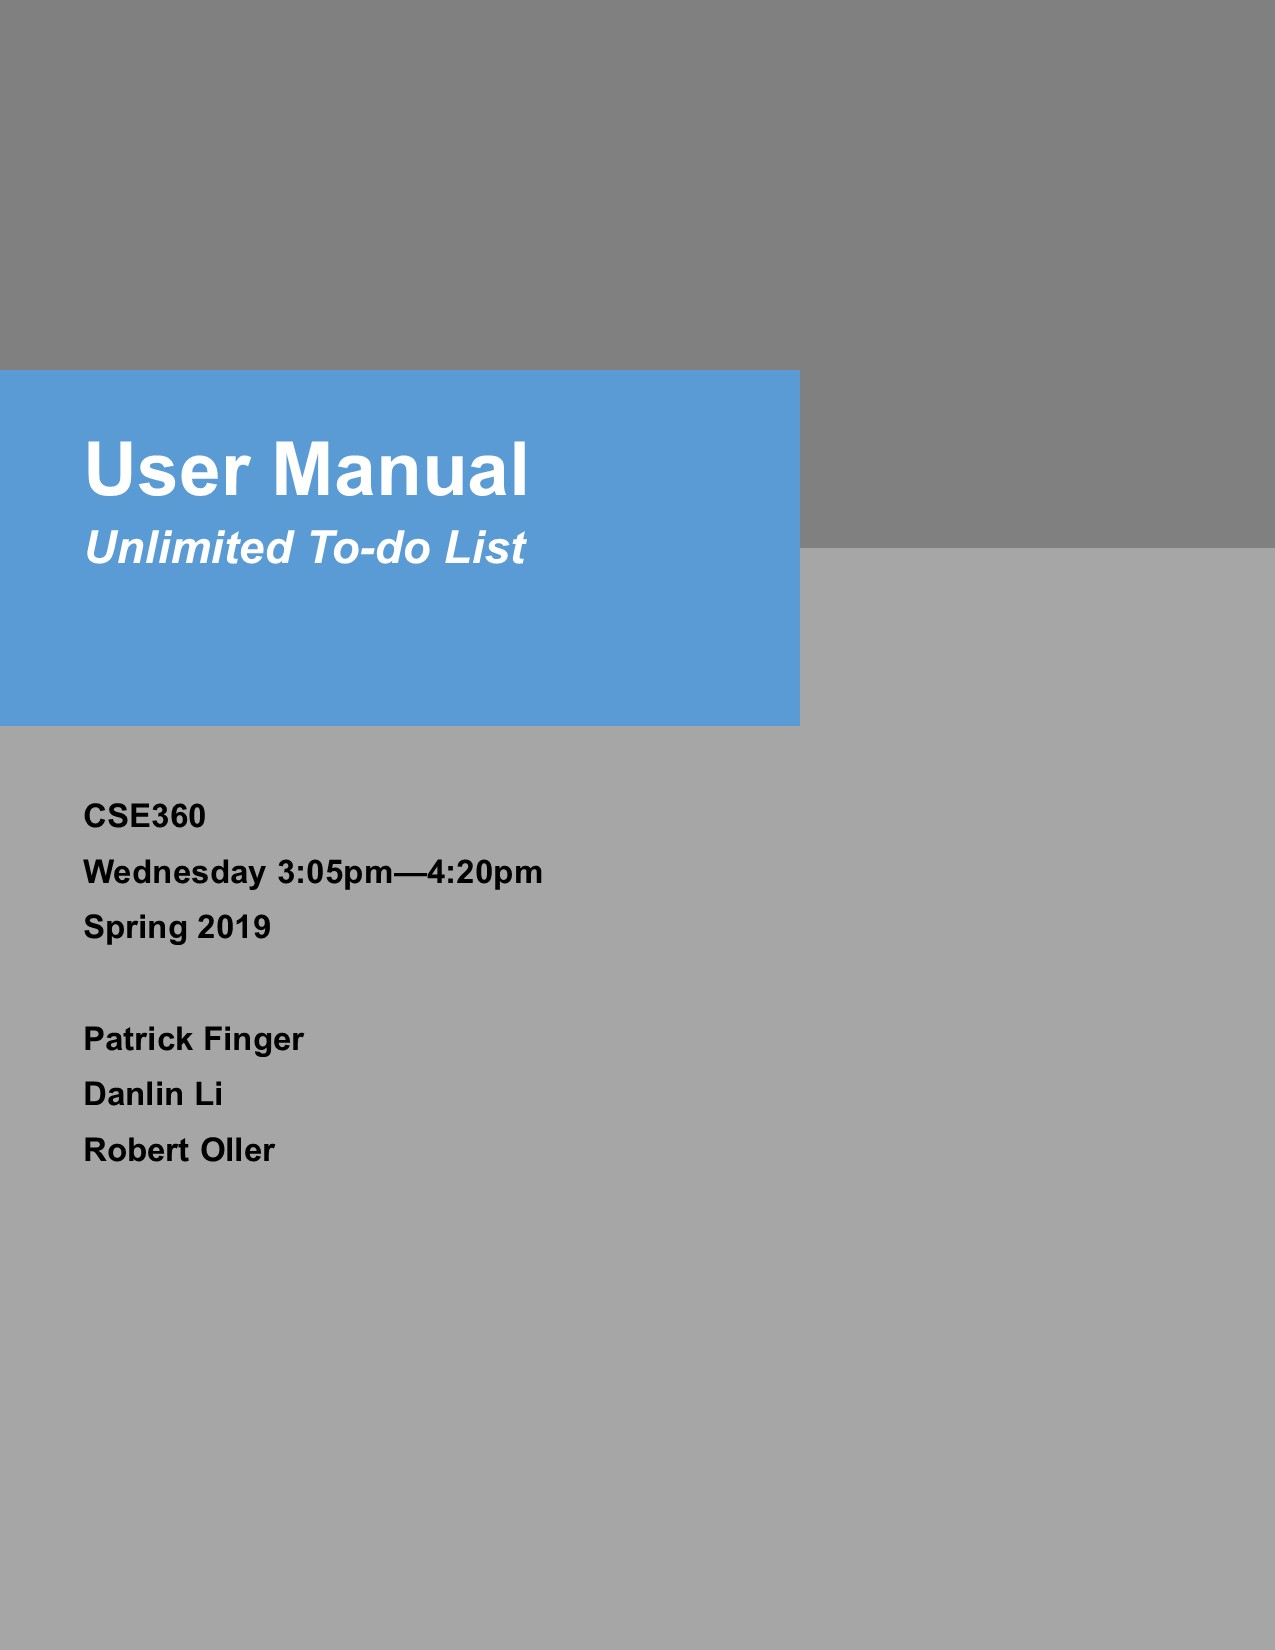 User Manual
Unlimited To-do List
CSE360
Wednesday 3:05pm—4:20pm
Spring 2019
Patrick Finger
Danlin Li
Robert Oller